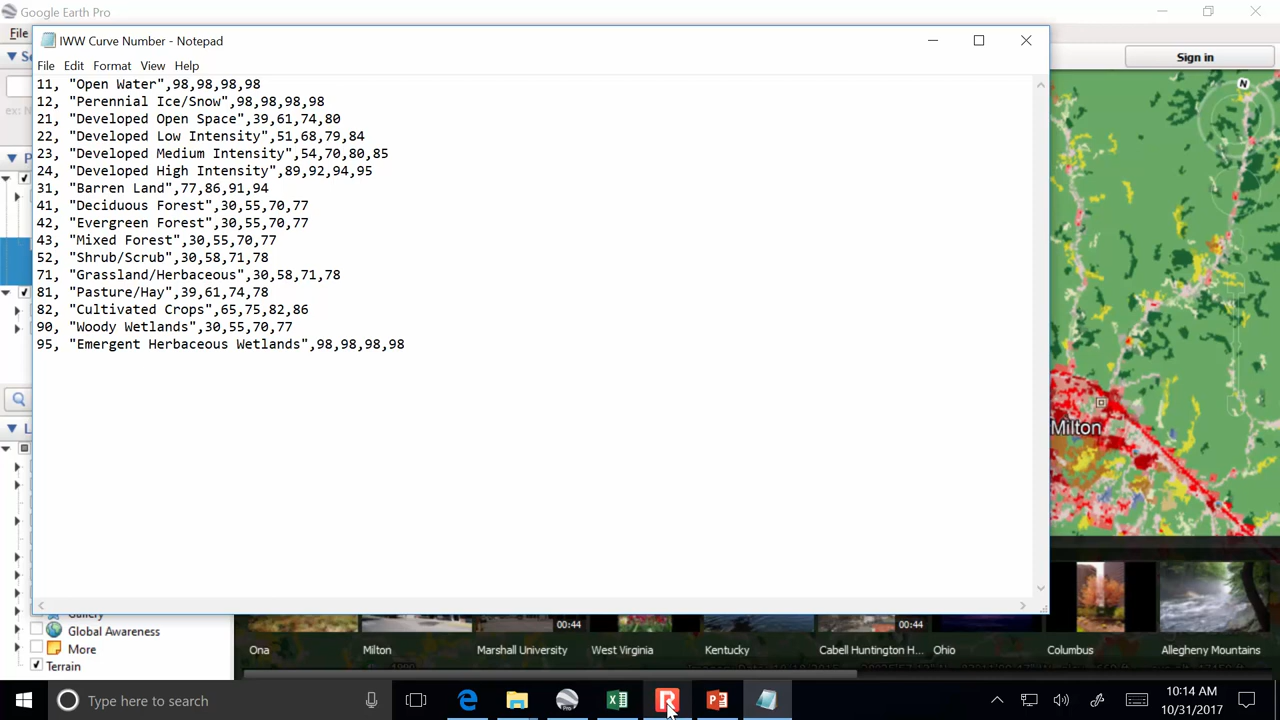 Google Earth Pro
File
IWW Curve Number - Notepad
File Edit Format View Help
Sign in
11, "Open Water",98,98,98,98
12, "Perennial Ice/Snow",98,98,98,98
21, "Developed Open Space",39,61,74,80
22, "Developed Low Intensity",51,68,79,84
23, "Developed Medium Intensity",54,70,80,85
24, "Developed High Intensity",89,92,94,95
31, "Barren Land",77,86,91,94
41, "Deciduous Forest",30,55,70,77
42, "Evergreen Forest",30,55,70,77
43, "Mixed Forest",30,55,70,77
52, "Shrub/Scrub",30,58,71,78
71, "Grassland/Herbaceous",30,58,71,78
81, "Pasture/Hay",39,61,74,78
82, "Cultivated Crops",65,75,82,86
90, "Woody Wetlands",30,55,70,77
95, "Emergent Herbaceous Wetlands",98,98,98,98
N
Milton
Gallery
Global Awareness
More
Terrain
00:44
00:44
Ona
Milton
Marshall University
West Virginia
Kentucky
Cabell Huntington H...
Ohio
Columbus
Allegheny Mountains
Type here to search
10:14 AM
10/31/2017